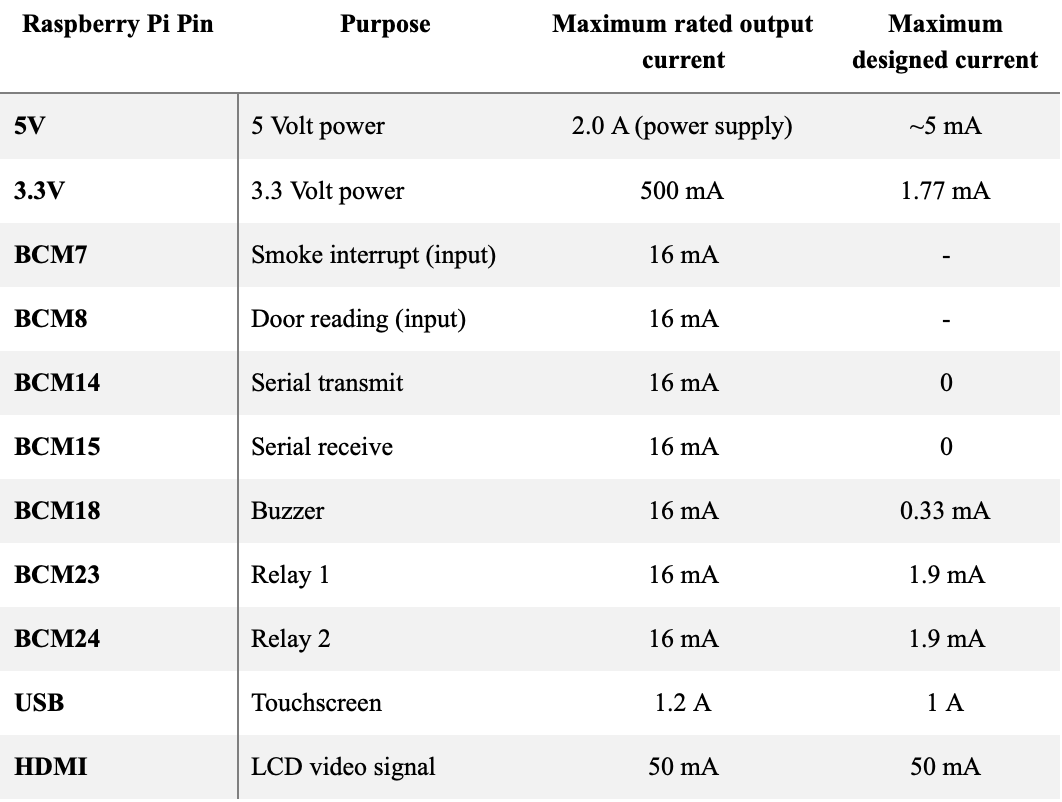 Raspberry Pi Pin Purpose Maximum rated output current Maximum designed current
5V 5 Volt power 2.0 A (power supply) ~5 mA
3.3V 3.3 Volt power 500 mA 1.77 mA
BCM7 Smoke interrupt (input) 16 mA -
BCM8 Door reading (input) 16 mA -
BCM14 Serial transmit 16 mA 0
BCM15 Serial receive 16 mA 0
BCM18 Buzzer 16 mA 0.33 mA
BCM23 Relay 1 16 mA 1.9 mA
BCM24 Relay 2 16 mA 1.9 mA
USB Touchscreen 1.2 A 1 A
HDMI LCD video signal 50 mA 50 mA